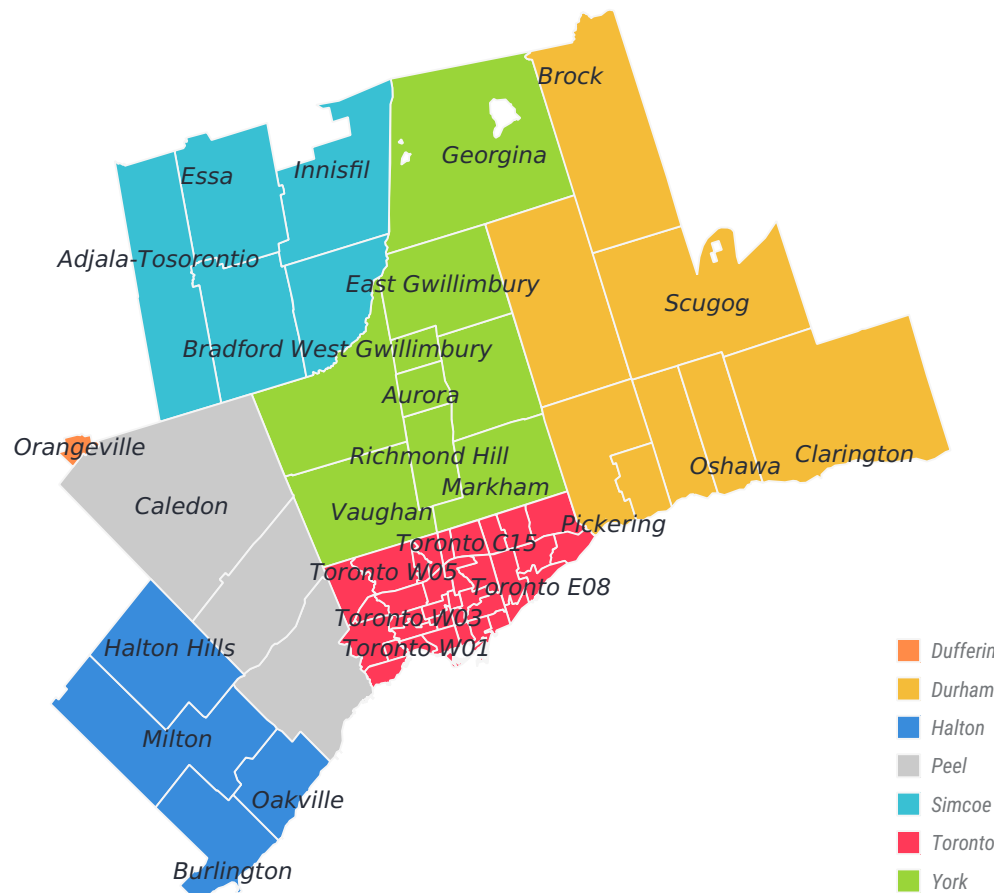 Brock
Georgina
Innisfil
Essa
Adjala-Tosorontio
East Gwillimbury
Scugog
Bradford West Gwillimbury
Aurora
Orangeville
Richmond Hill
Clarington
Oshawa
Markham
Caledon
Vaughan
Pickering
Toronto C15
Toronto W05
Toronto E08
Toronto W03
Toronto W01
Halton Hills
Milton
Oakville
Burlington
Dufferin
Durham
Halton
Peel
Simcoe
Toronto
York